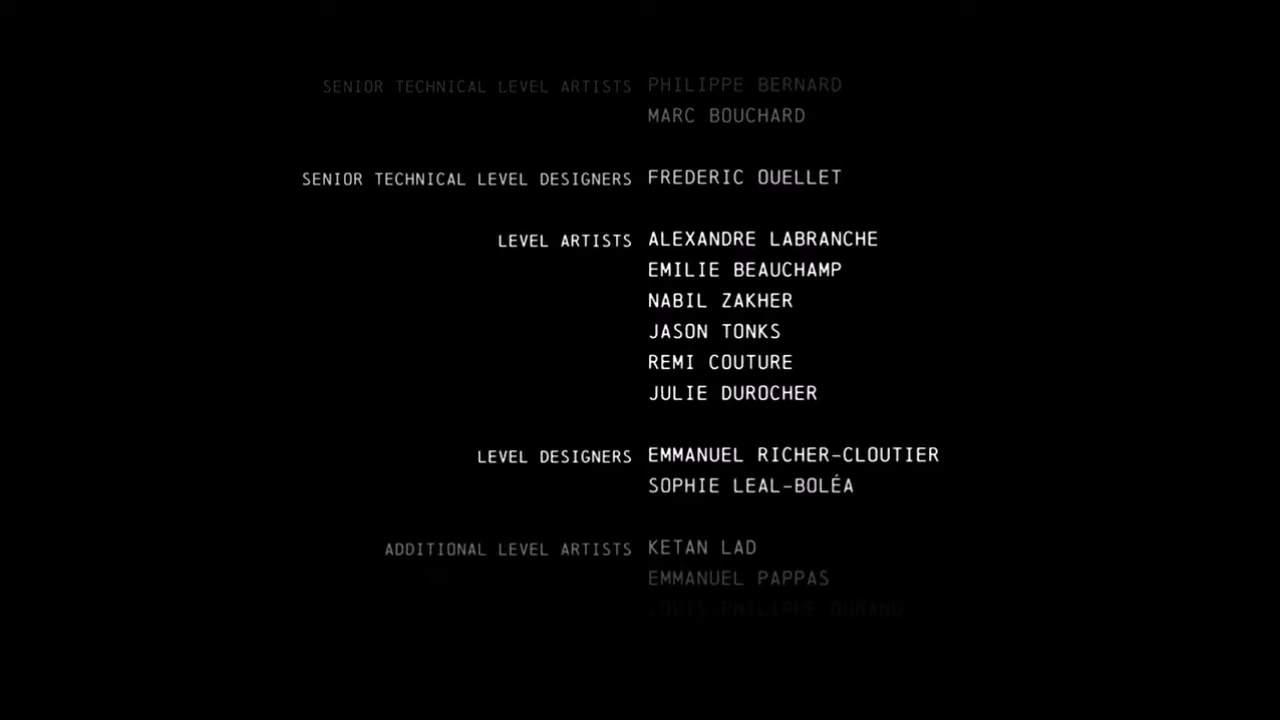 SENIOR TECHNICAL LEVEL ARTISTS PHILIPPE BERNARD
MARC BOUCHARD
SENIOR TECHNICAL LEVEL DESIGNERS FREDERIC OUELLET
LEVEL ARTISTS ALEXANDRE LABRANCHE
EMILIE BEAUCHAMP
NABIL ZAKHER
JASON TONKS
REMI COUTURE
JULIE DUROCHER
LEVEL DESIGNERS EMMANUEL RICHER-CLOUTIER
SOPHIE LEAL-BOLÉA
ADDITIONAL LEVEL ARTISTS KETAN LAD
EMMANUEL PAPPAS
PHILIPPE